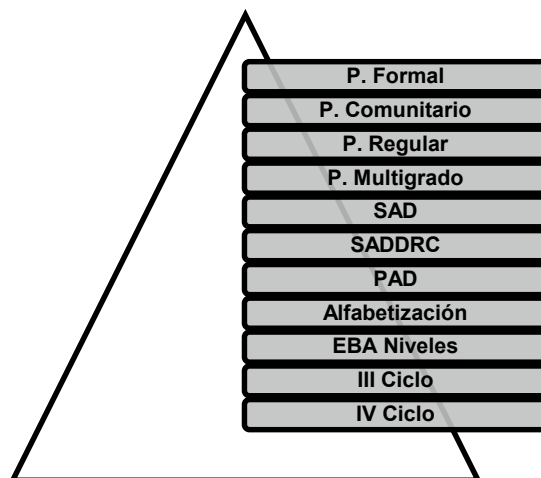 P. Formal
P. Comunitario
P. Regular
P. Multigrado
SAD
SADDRC
PAD
Alfabetización
EBA Niveles
III Ciclo
IV Ciclo